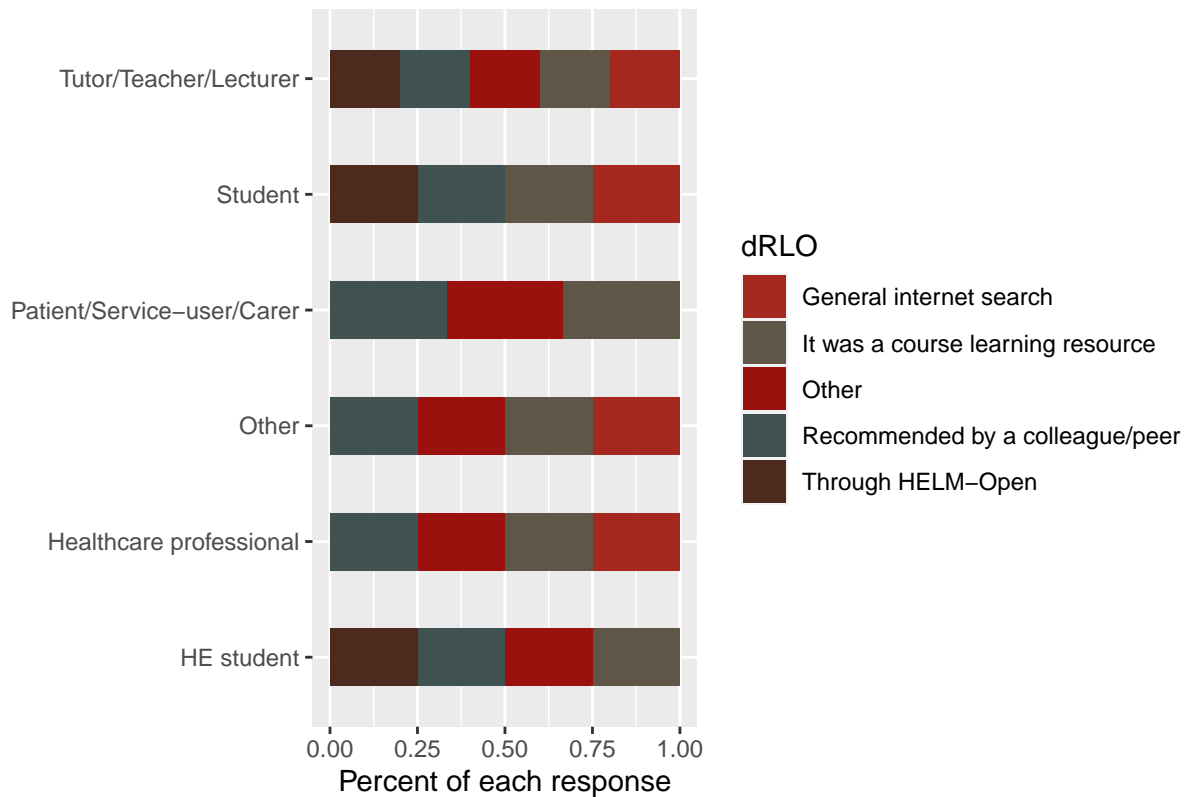 Tutor/Teacher/Lecturer
Student
Patient/Service−user/Carer
Other
Healthcare professional
HE student
0.00 0.25 0.50 0.75 1.00
Percent of each response
dRLO
General internet search
It was a course learning resource
Other
Recommended by a colleague/peer
Through HELM−Open